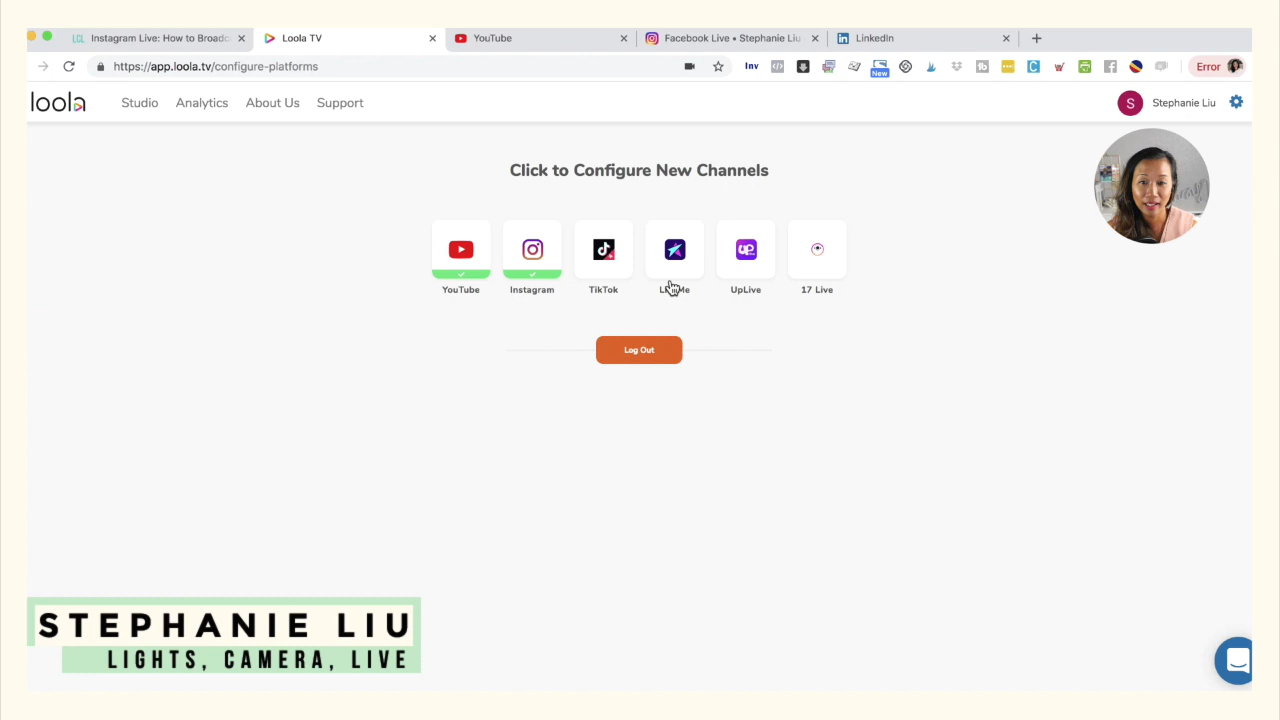 Instagram Live: How to Broadc
Loola TV
YouTube
Facebook Live • Stephanie Liu
LinkedIn
https://app.loola.tv/configure-platforms
Inv
New
Error
loola
Studio
Analytics
About Us
Support
S
Stephanie Liu
Click to Configure New Channels
YouTube
Instagram
TikTok
UpLive
17 Live
Log Out
STEPHANIE LIU
LIGHTS, CAMERA, LIVE